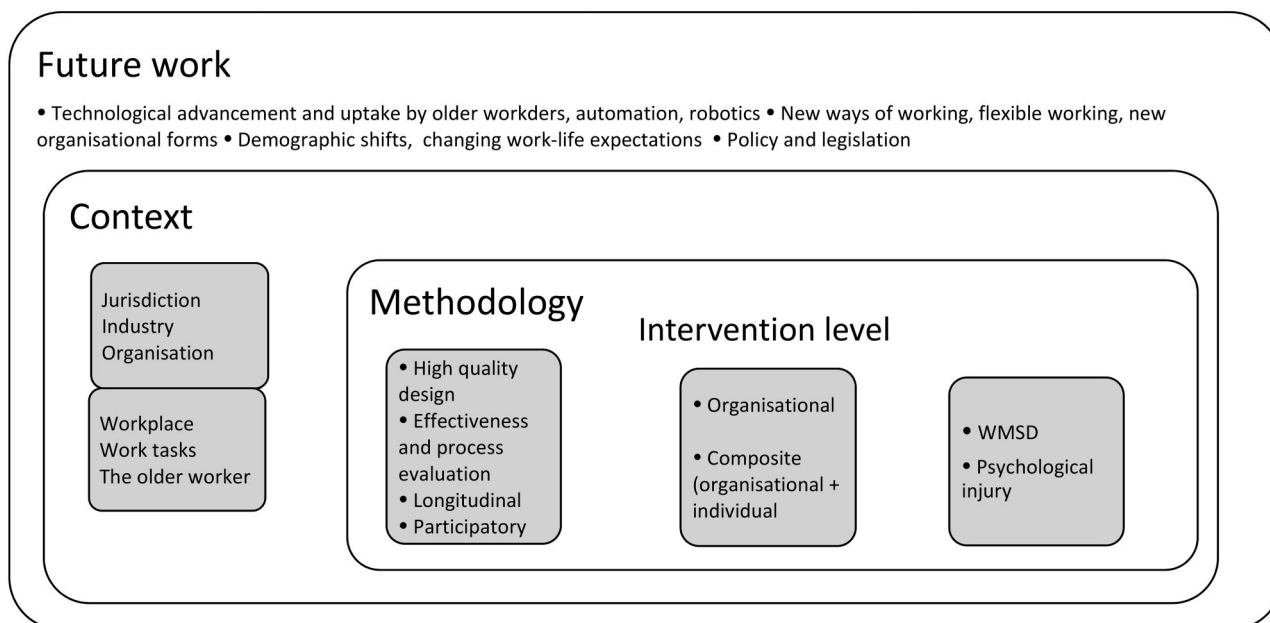 Future work
• Technological advancement and uptake by older workders, automation, robotics • New ways of working, flexible working, new
organisational forms • Demographic shifts, changing work-life expectations • Policy and legislation
Context
Jurisdiction
Industry
Organisation
Workplace
Work tasks
The older worker
Methodology
• High quality
design
• Effectiveness
and process
evaluation
• Longitudinal
• Participatory
Intervention level
• Organisational
• Composite
(organisational +
individual
• WMSD
• Psychological
injury